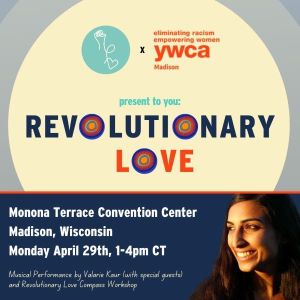 x
eliminating racism
empowering women
ywca
Madison
present to you:
REVOLUTIONARY
LOVE
Monona Terrace Convention Center
Madison, Wisconsin
Monday April 29th, 1-4pm CT
Musical Performance by Valarie Kaur (with special guests)
and Revolutionary Love Compass Workshop